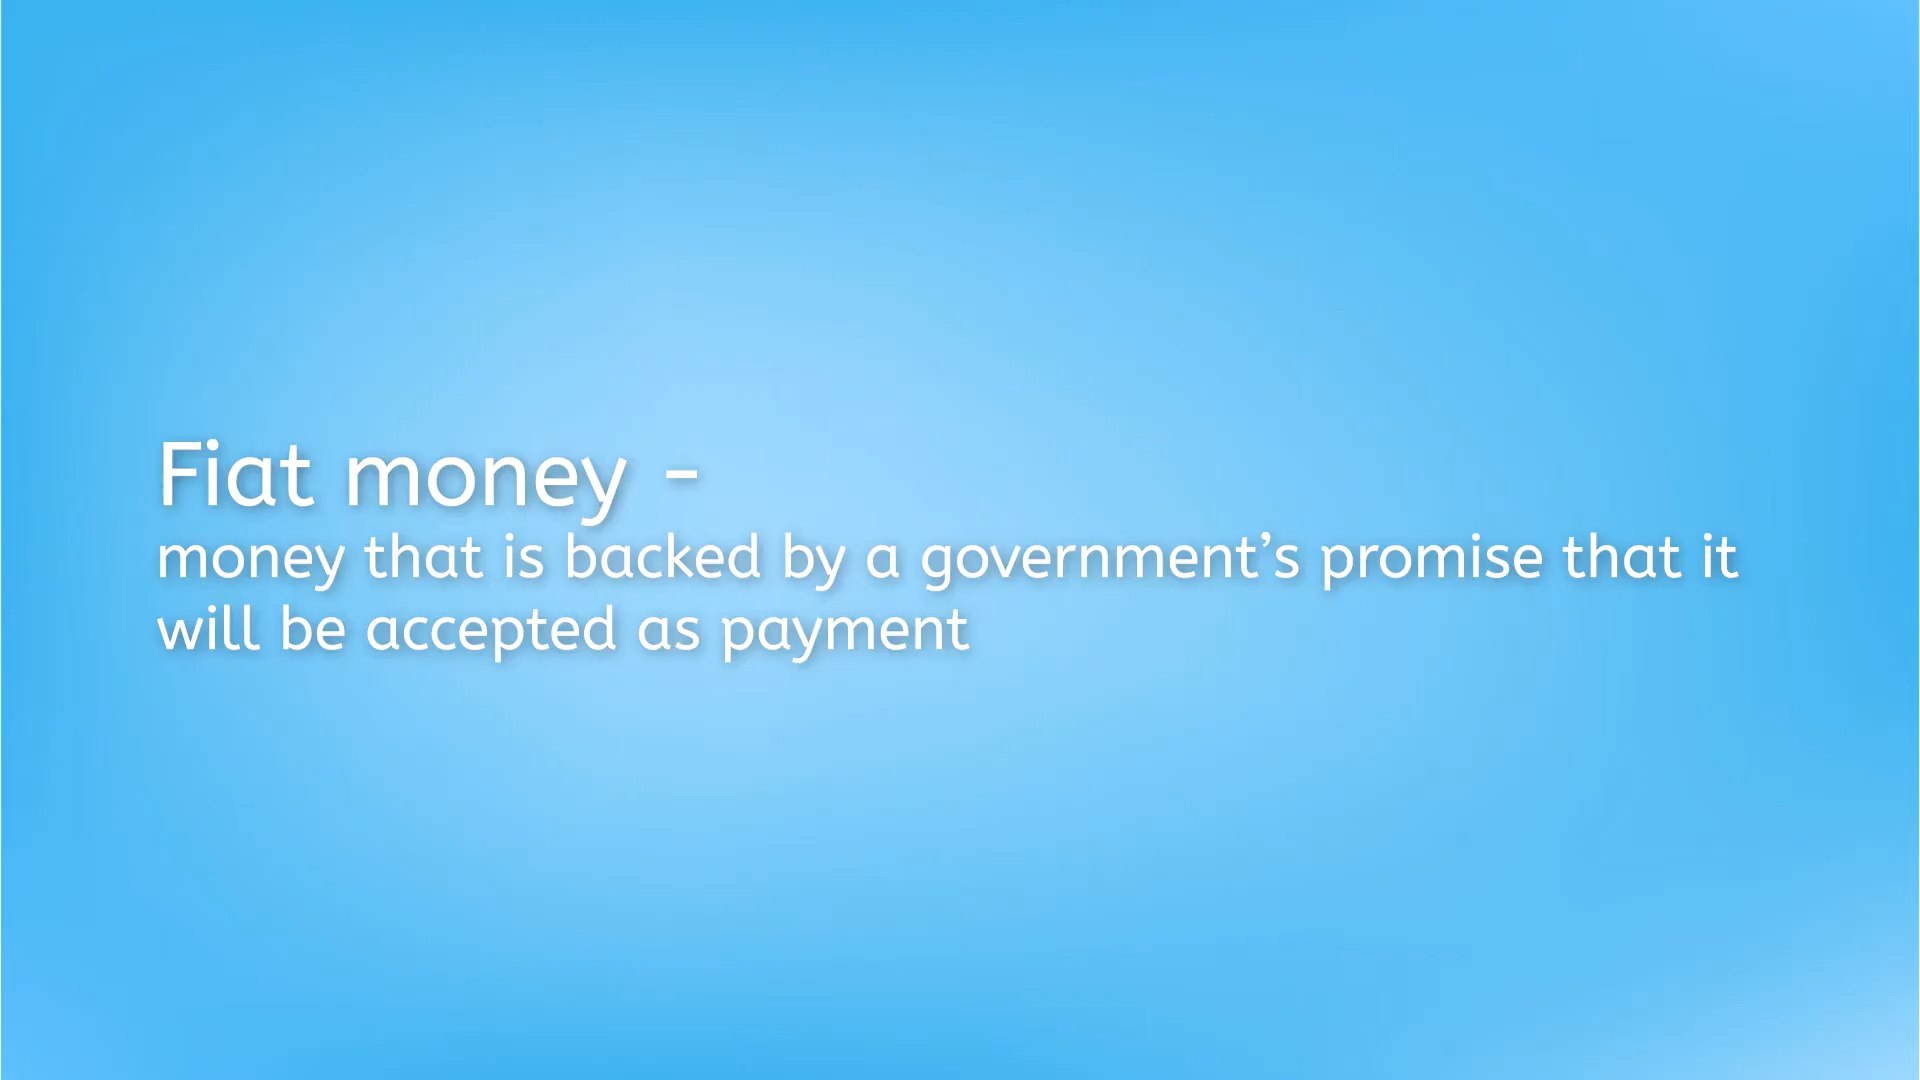 Fiat money -
money that is backed by a government’s promise that it
will be accepted as payment